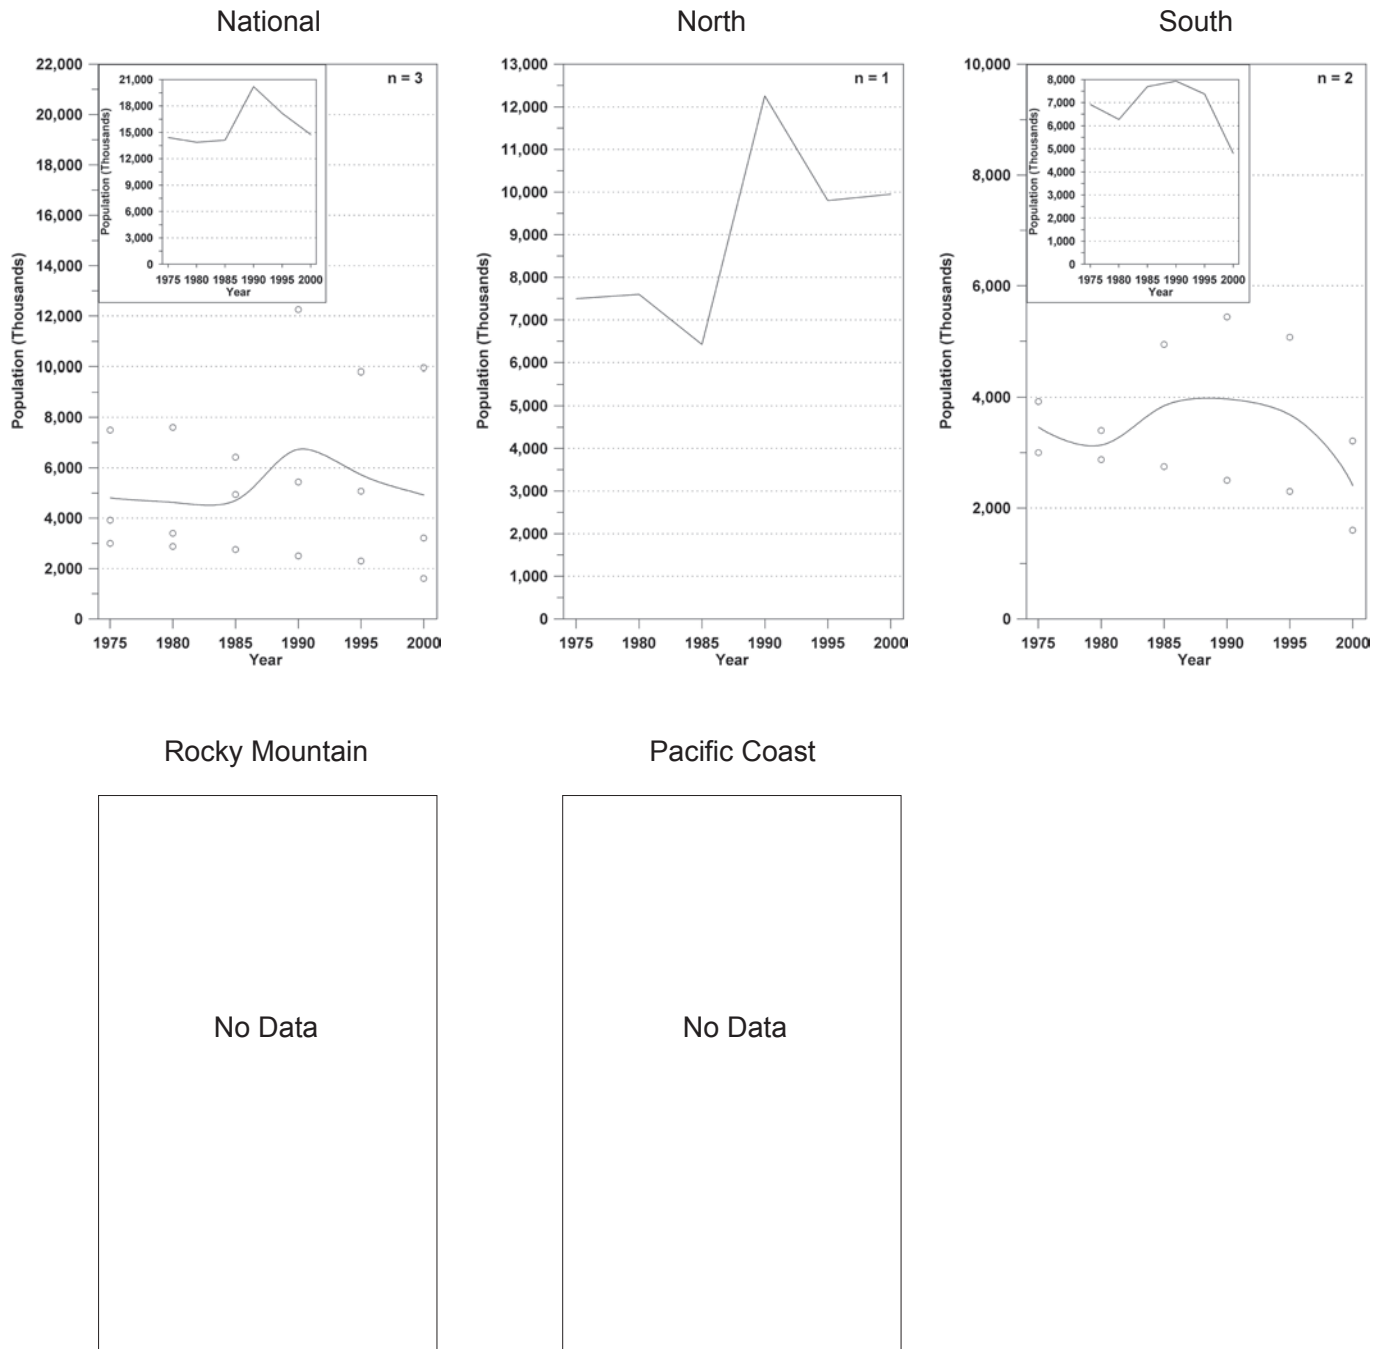 National
North
South
22,000
20,000
18,000
16,000
14,000
12,000
10,000
8,000
6,000
4,000
2,000
0
Population (Thousands)
1975 1980 1985 1990 1995 2000
Year
n = 3
21,000
18,000
15,000
12,000
9,000
6,000
3,000
0
Population (Thousands)
1975 1980 1985 1990 1995 2000
Year
13,000
12,000
11,000
10,000
9,000
8,000
7,000
6,000
5,000
4,000
3,000
2,000
1,000
0
Population (Thousands)
1975 1980 1985 1990 1995 2000
Year
n = 1
10,000
8,000
6,000
4,000
2,000
0
Population (Thousands)
1975 1980 1985 1990 1995 2000
Year
n = 2
8,000
7,000
6,000
5,000
4,000
3,000
2,000
1,000
0
Population (Thousands)
1975 1980 1985 1990 1995 2000
Year
Rocky Mountain
Pacific Coast
No Data
No Data